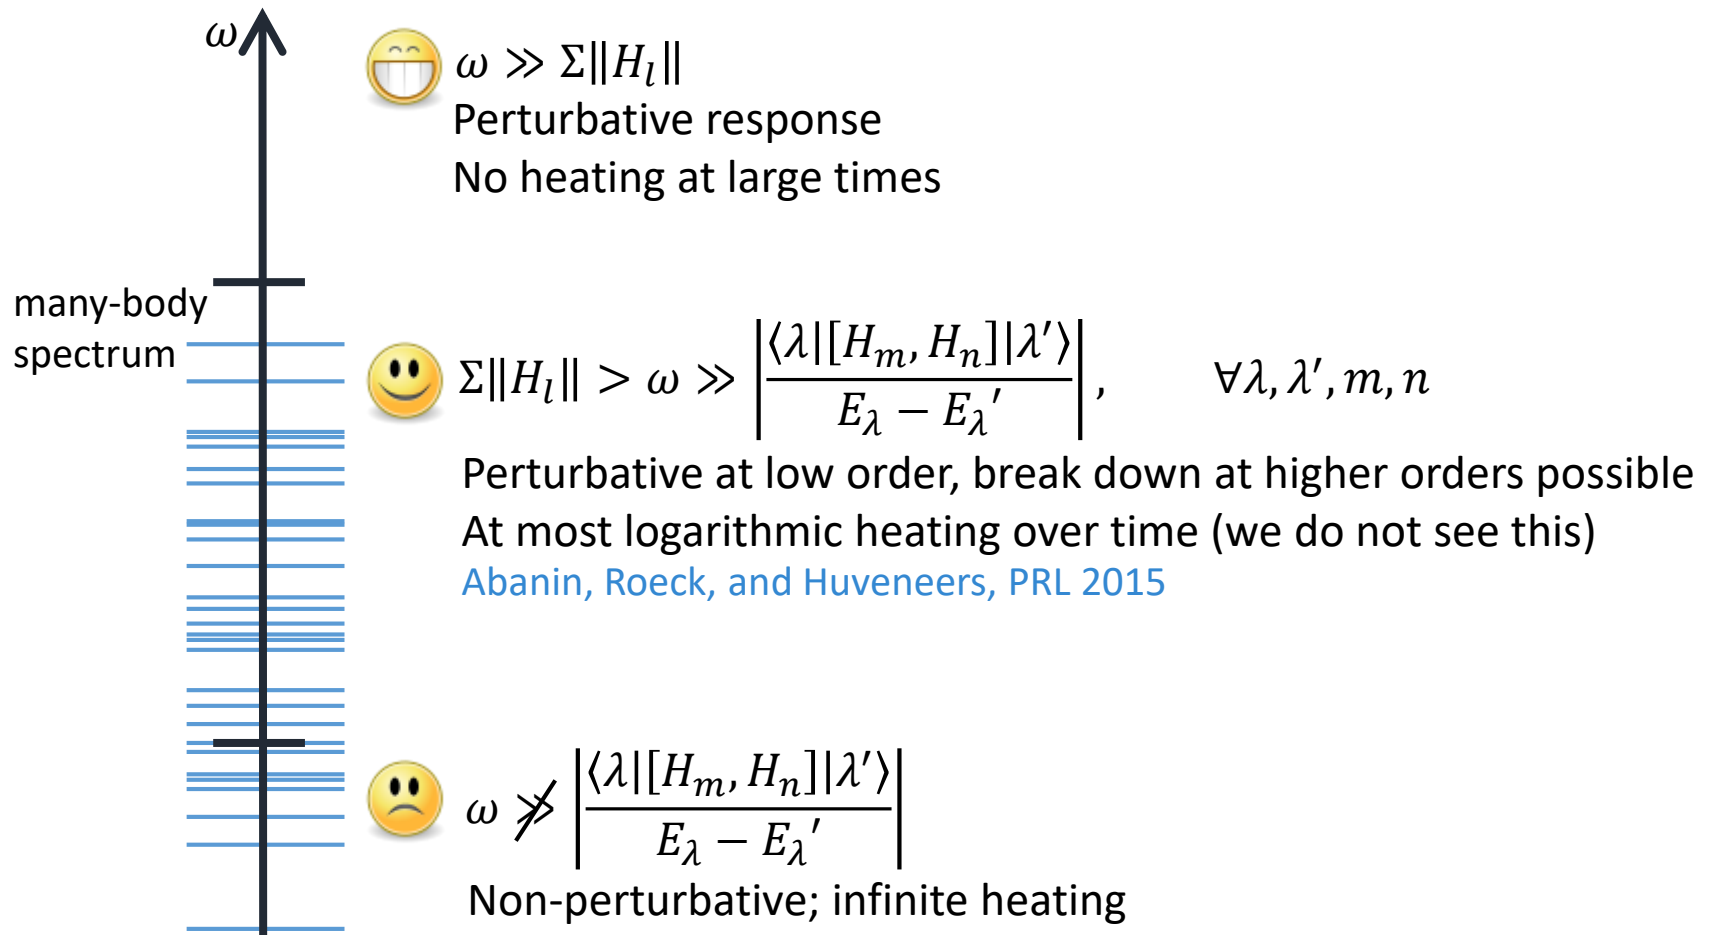 ω
ω ≫ Σ‖H_l‖
Perturbative response
No heating at large times
many-body
spectrum
Σ‖H_l‖ > ω ≫ |⟨λ|[H_m, H_n]|λ′⟩ / (E_λ − E_λ′)|, ∀λ, λ′, m, n
Perturbative at low order, break down at higher orders possible
At most logarithmic heating over time (we do not see this)
Abanin, Roeck, and Huveneers, PRL 2015
ω ≫̸ |⟨λ|[H_m, H_n]|λ′⟩ / (E_λ − E_λ′)|
Non-perturbative; infinite heating